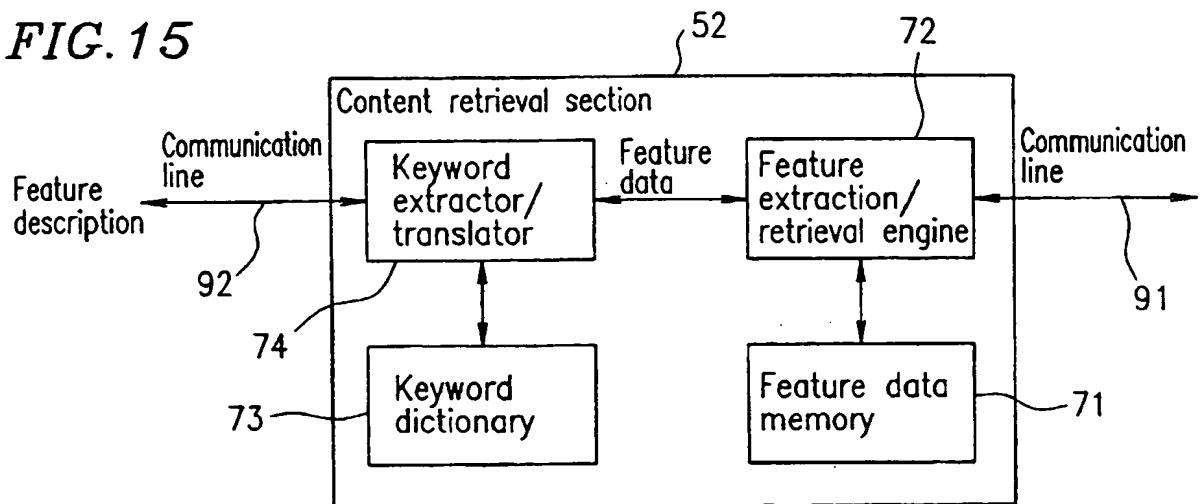 FIG. 15
52
72
Content retrieval section
Communication
line
Feature
description
92
Keyword
extractor/
translator
74
Feature
data
Feature
extraction/
retrieval engine
Communication
line
91
Keyword
dictionary
73
Feature data
memory
71